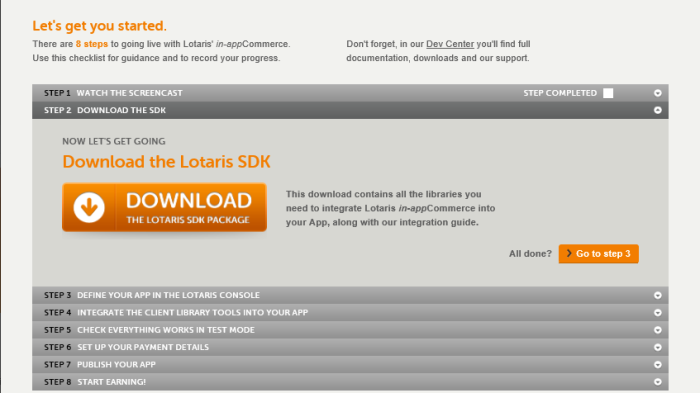 Let's get you started.
There are 8 steps to going live with Lotaris' in-appCommerce.
Use this checklist for guidance and to record your progress.
Don't forget, in our Dev Center you'll find full
documentation, downloads and our support.
STEP 1 WATCH THE SCREENCAST STEP COMPLETED
STEP 2 DOWNLOAD THE SDK
NOW LET'S GET GOING
Download the Lotaris SDK
DOWNLOAD
THE LOTARIS SDK PACKAGE
This download contains all the libraries you
need to integrate Lotaris in-appCommerce into
your App, along with our integration guide.
All done? Go to step 3
STEP 3 DEFINE YOUR APP IN THE LOTARIS CONSOLE
STEP 4 INTEGRATE THE CLIENT LIBRARY TOOLS INTO YOUR APP
STEP 5 CHECK EVERYTHING WORKS IN TEST MODE
STEP 6 SET UP YOUR PAYMENT DETAILS
STEP 7 PUBLISH YOUR APP
STEP 8 START EARNING!